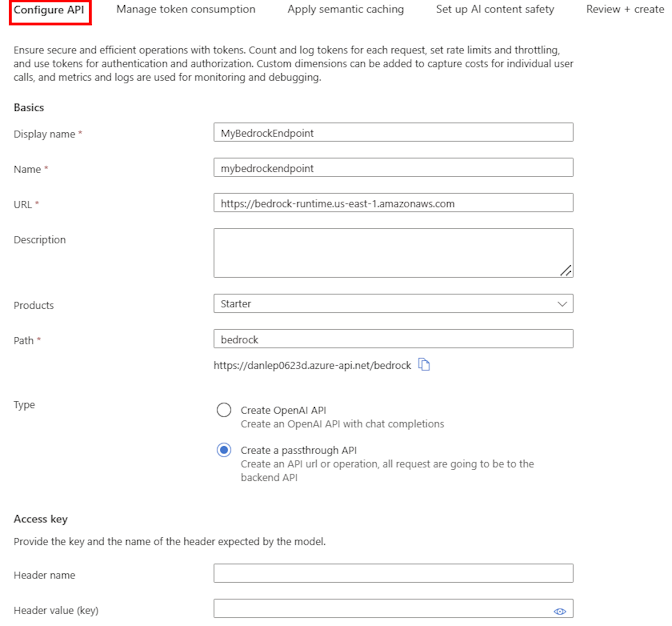 Configure API Manage token consumption Apply semantic caching Set up AI content safety Review + create
Ensure secure and efficient operations with tokens. Count and log tokens for each request, set rate limits and throttling,
and use tokens for authentication and authorization. Custom dimensions can be added to capture costs for individual user
calls, and metrics and logs are used for monitoring and debugging.
Basics
Display name * MyBedrockEndpoint
Name * mybedrockendpoint
URL * https://bedrock-runtime.us-east-1.amazonaws.com
Description
Products Starter
Path * bedrock
https://danlep0623d.azure-api.net/bedrock
Type
Create OpenAI API
Create an OpenAI API with chat completions
Create a passthrough API
Create an API url or operation, all request are going to be to the
backend API
Access key
Provide the key and the name of the header expected by the model.
Header name
Header value (key)